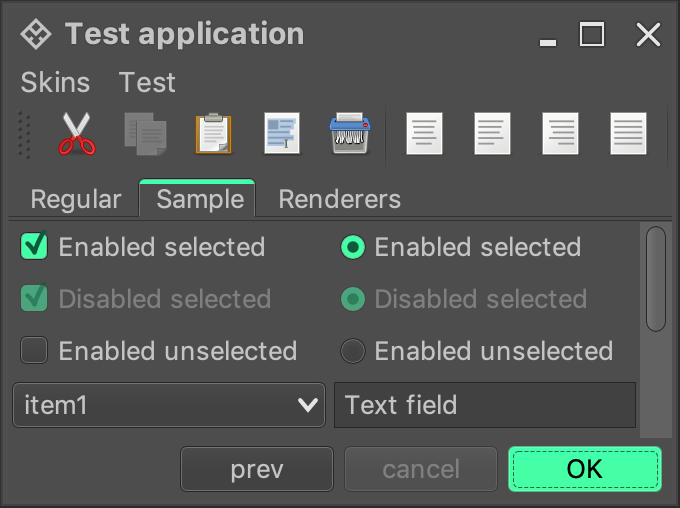 Test application
Skins Test
Regular Sample Renderers
Enabled selected Enabled selected
Disabled selected Disabled selected
Enabled unselected Enabled unselected
item1 Text field
prev cancel OK